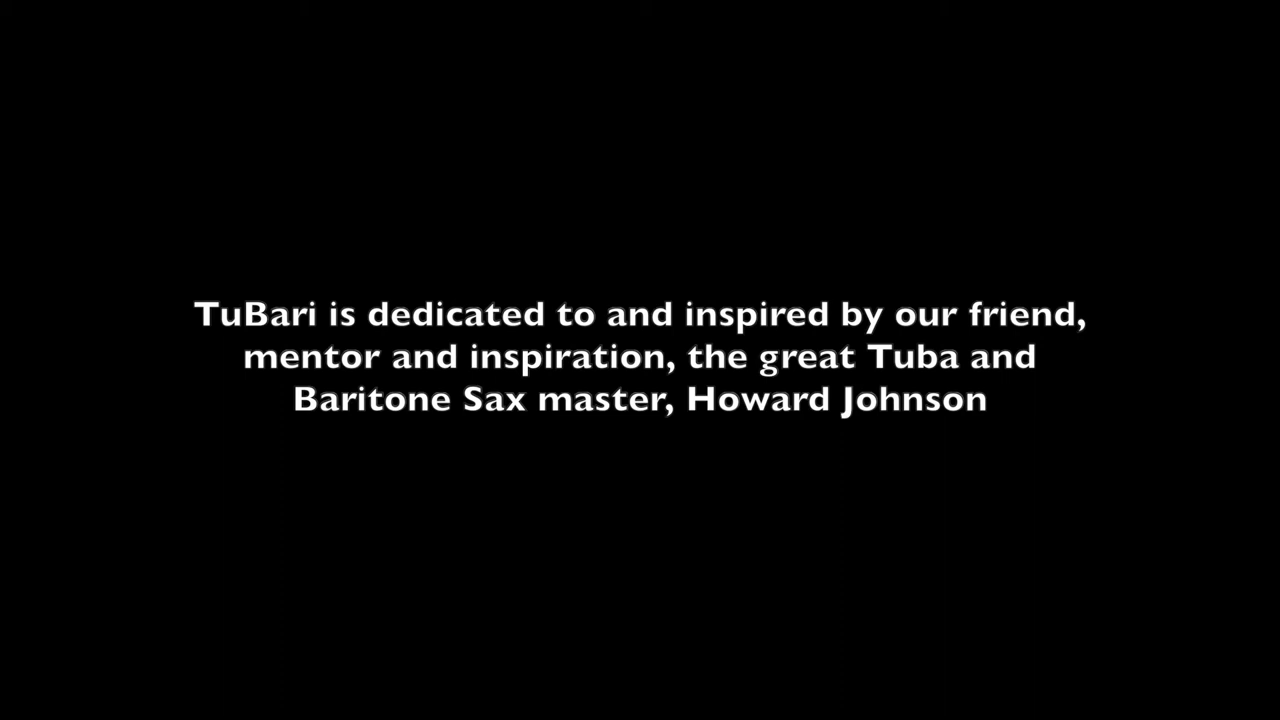 TuBari is dedicated to and inspired by our friend,
mentor and inspiration, the great Tuba and
Baritone Sax master, Howard Johnson